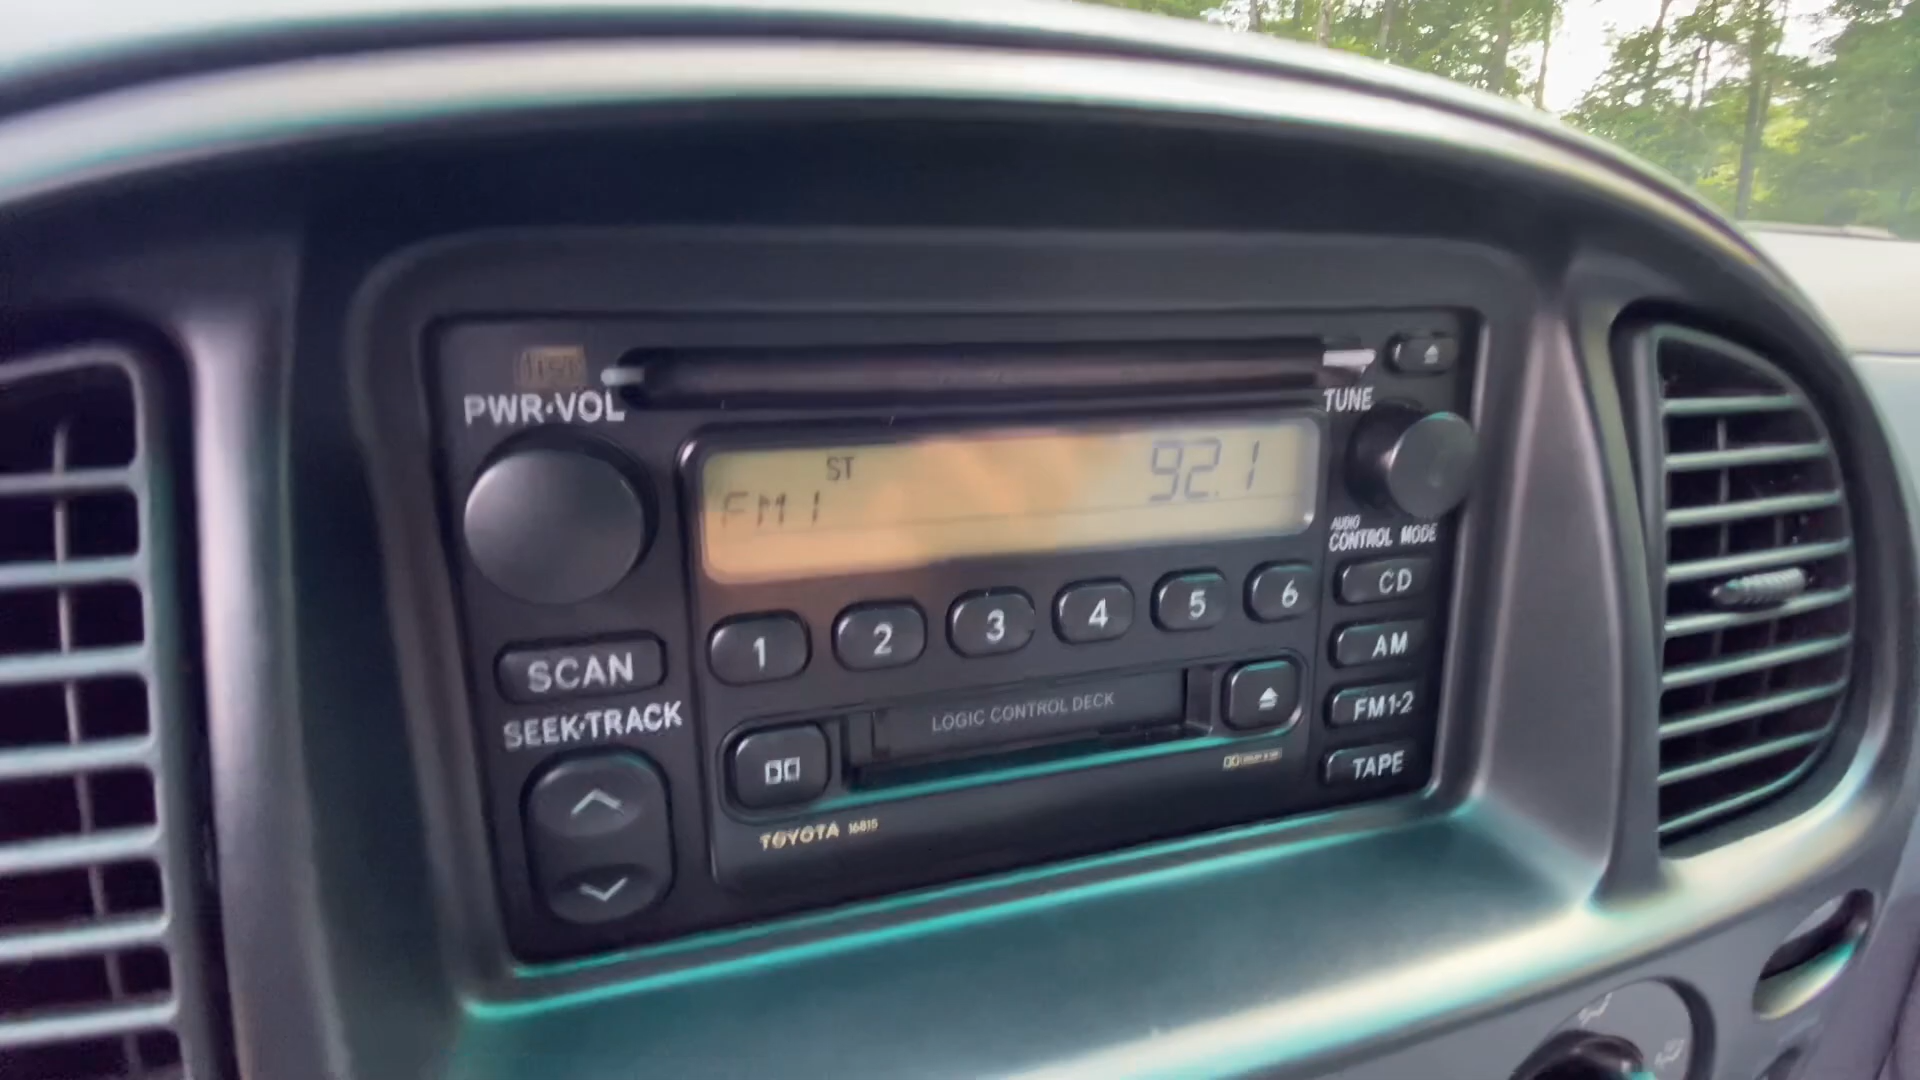 PWR·VOL
TUNE
ST
92.1
FM1
AUDIO
CONTROL MODE
CD
1
2
3
4
5
6
AM
SCAN
LOGIC CONTROL DECK
FM1·2
SEEK·TRACK
TAPE
TOYOTA 16815